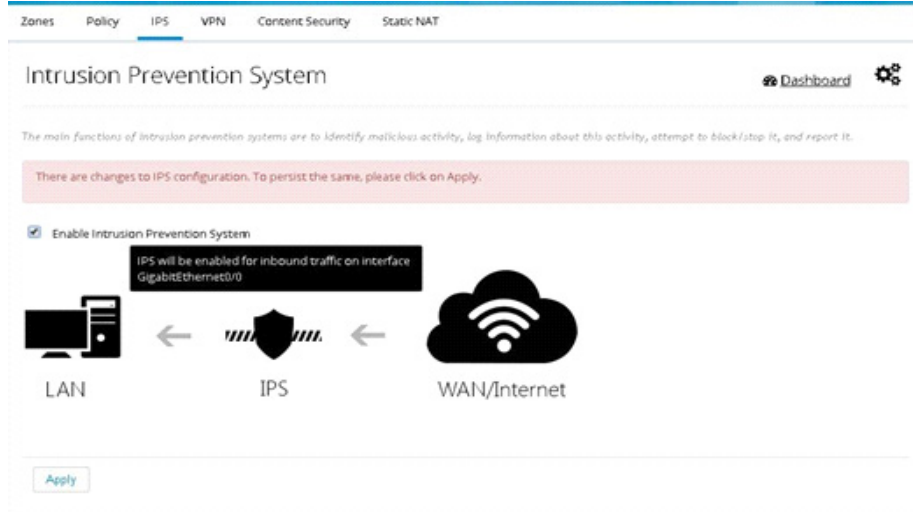 Zones Policy IPS VPN Content Security Static NAT
Intrusion Prevention System
Dashboard
The main functions of intrusion prevention systems are to identify malicious activity, log information about this activity, attempt to block/stop it, and report it.
There are changes to IPS configuration. To persist the same, please click on Apply.
Enable Intrusion Prevention System
IPS will be enabled for inbound traffic on interface
GigabitEthernet0/0
LAN IPS WAN/Internet
Apply